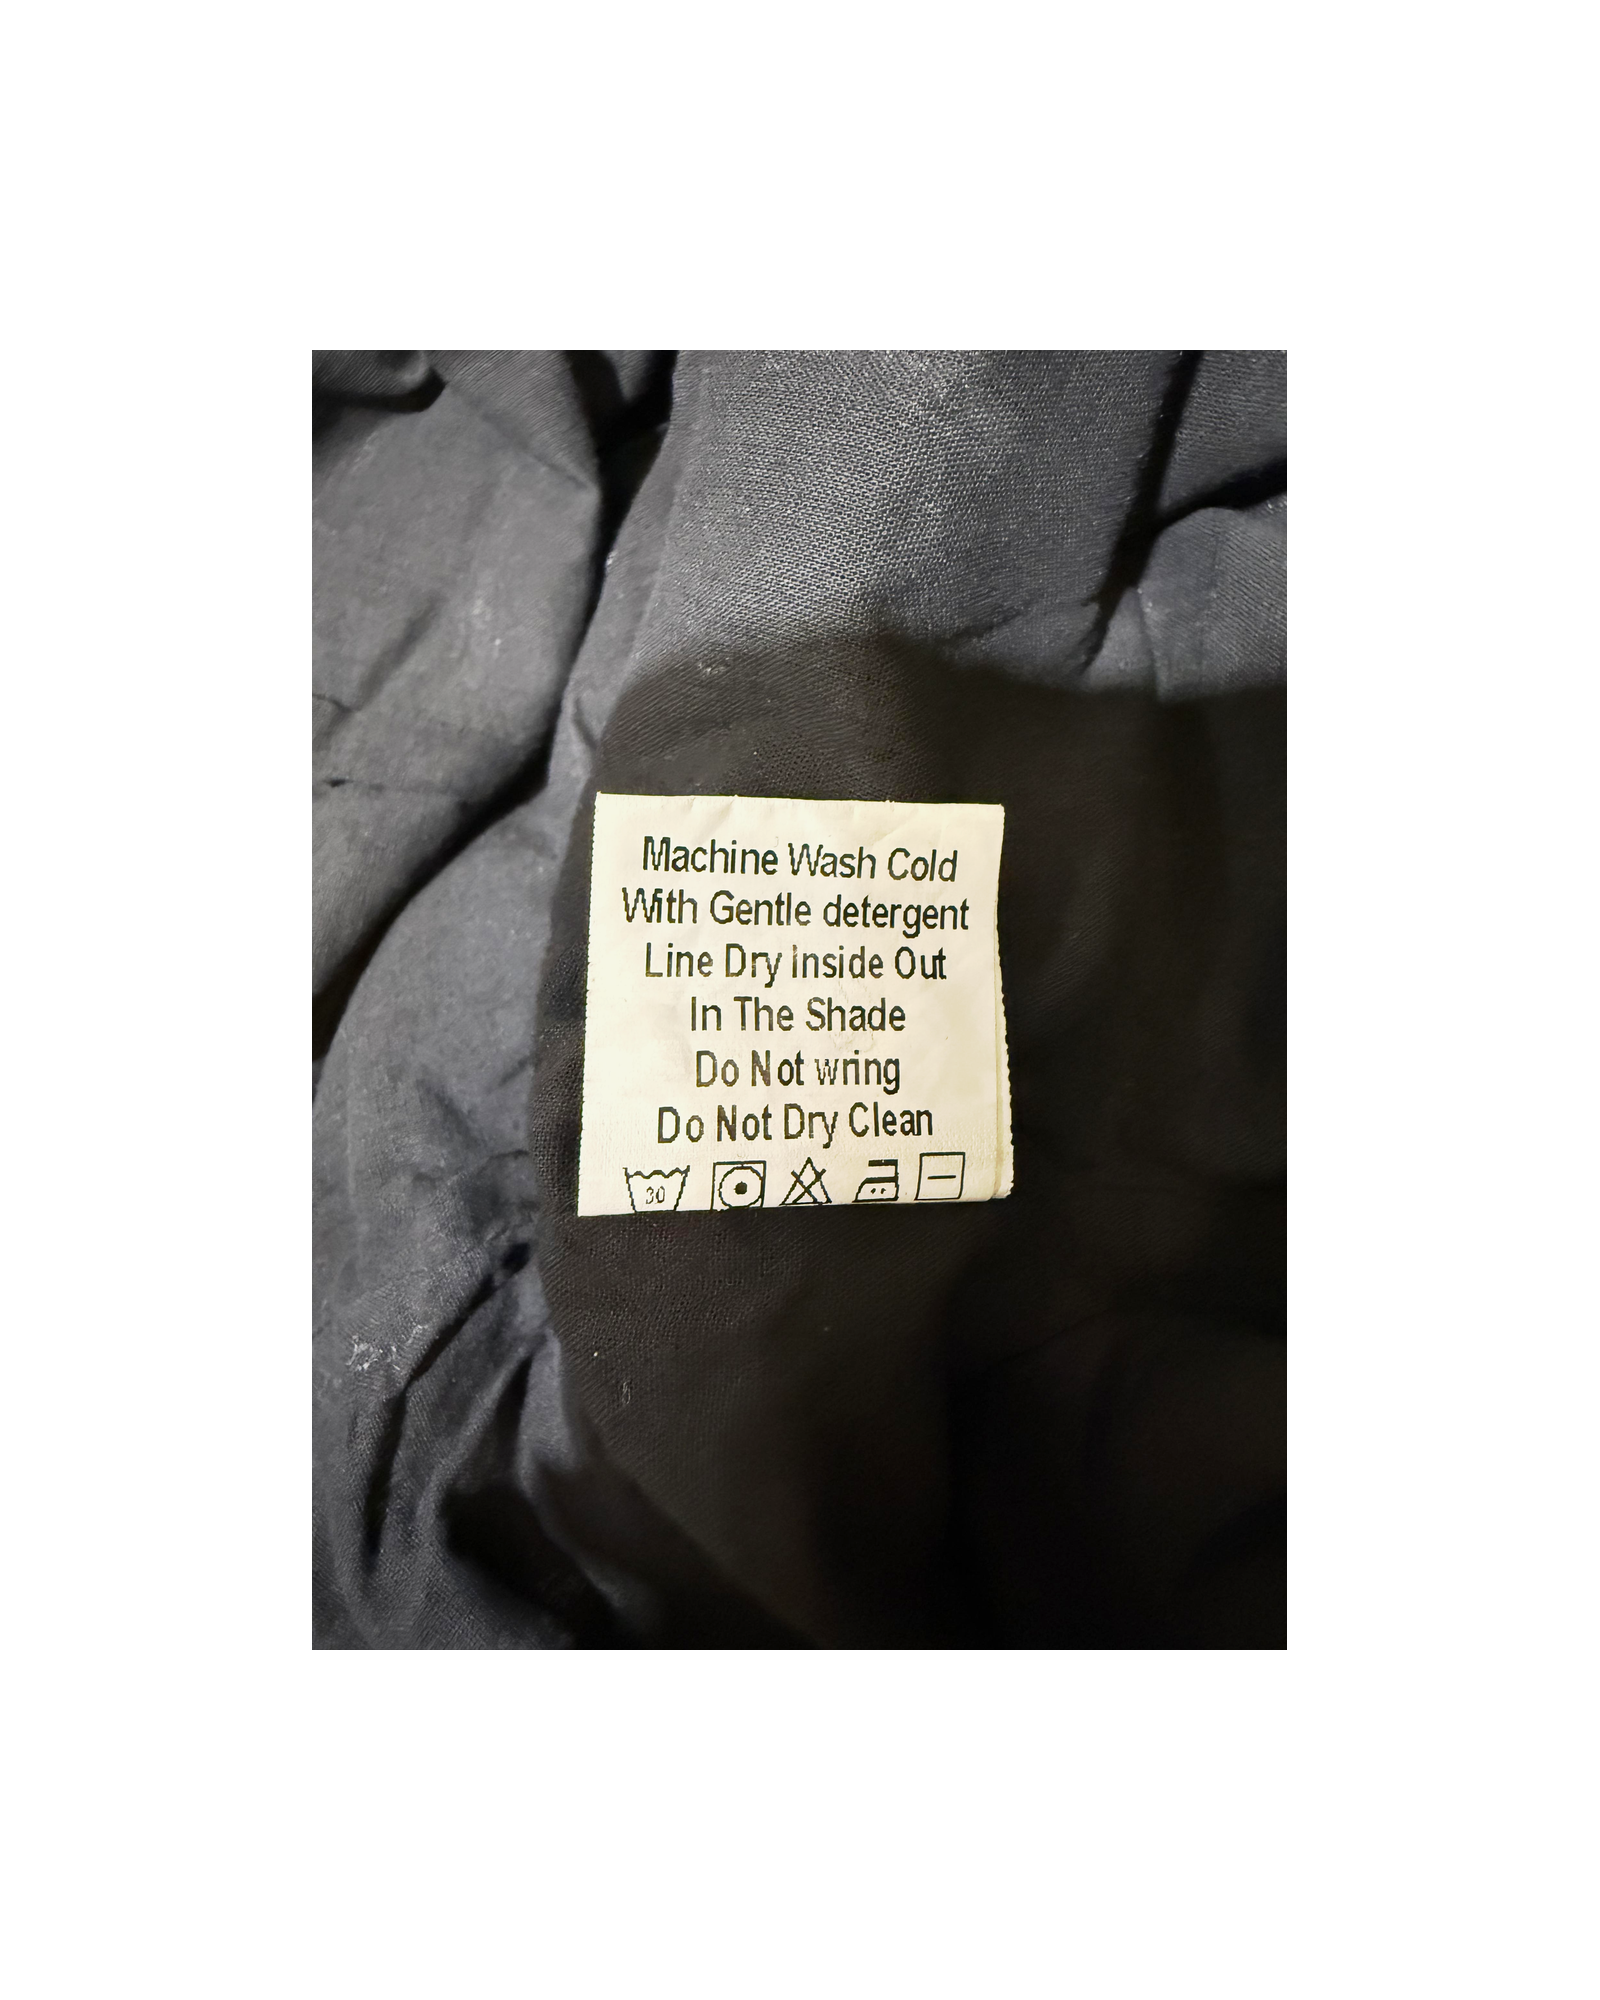 Machine Wash Cold
With Gentle detergent
Line Dry Inside Out
In The Shade
Do Not wring
Do Not Dry Clean
30